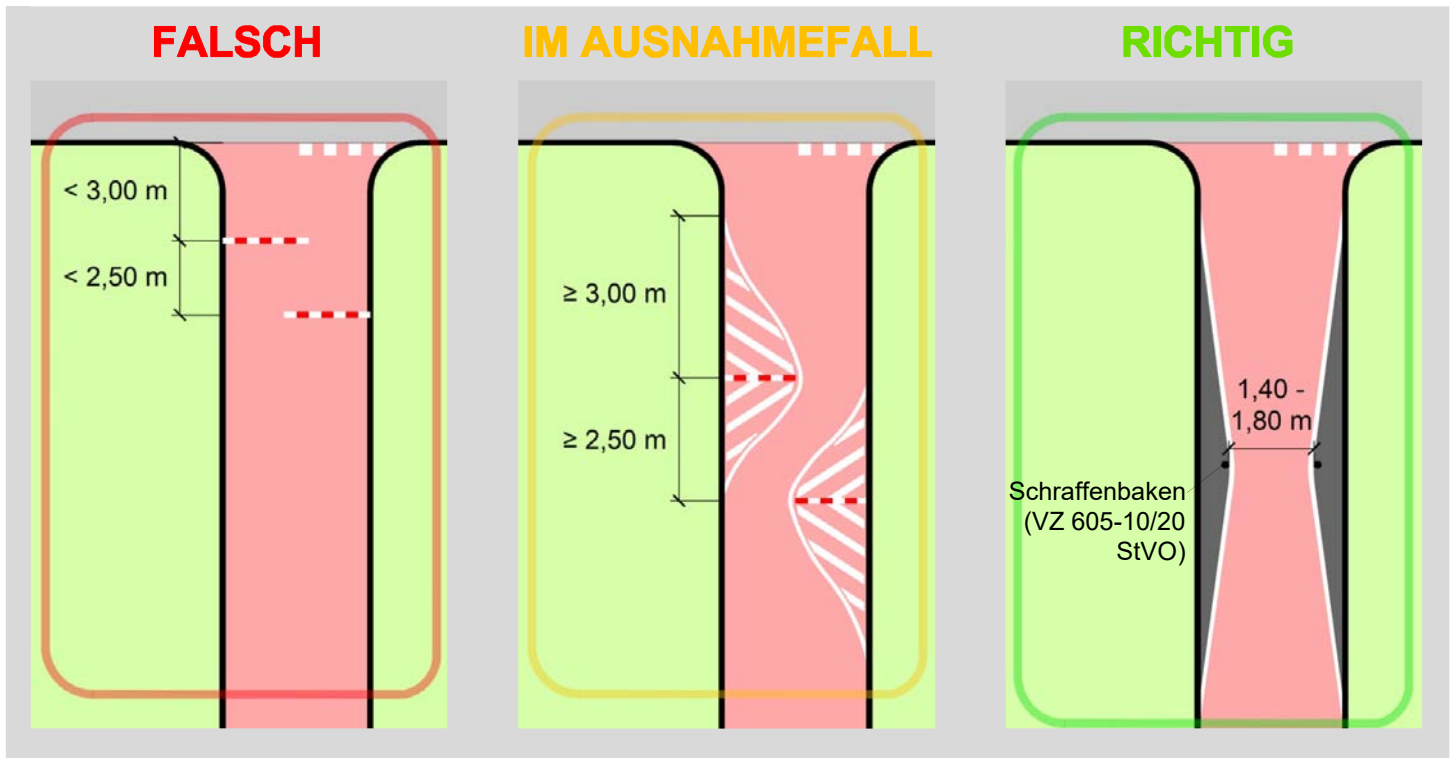 FALSCH
< 3,00 m
< 2,50 m
IM AUSNAHMEFALL
≥ 3,00 m
≥ 2,50 m
RICHTIG
1,40 -
1,80 m
Schraffenbaken
(VZ 605-10/20
StVO)